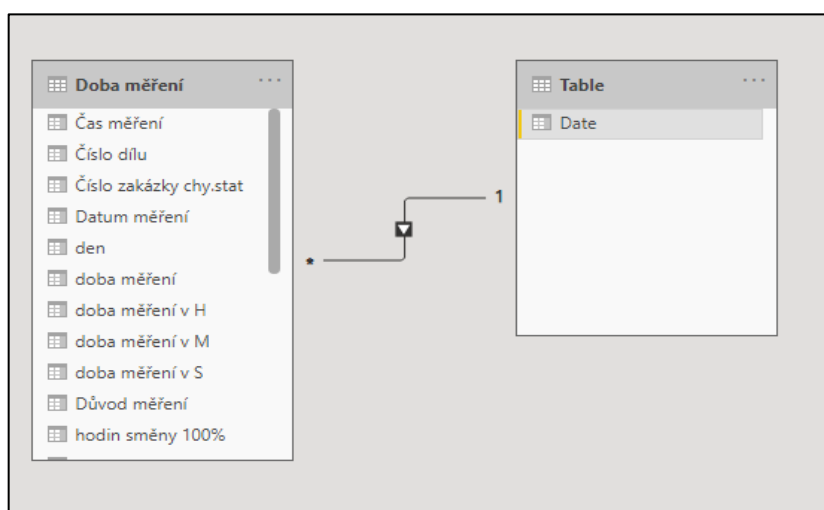 Doba měření
...
Čas měření
Číslo dílu
Číslo zakázky chy.stat
Datum měření
den
doba měření
doba měření v H
doba měření v M
doba měření v S
Důvod měření
hodin směny 100%
*
1
Table
...
Date